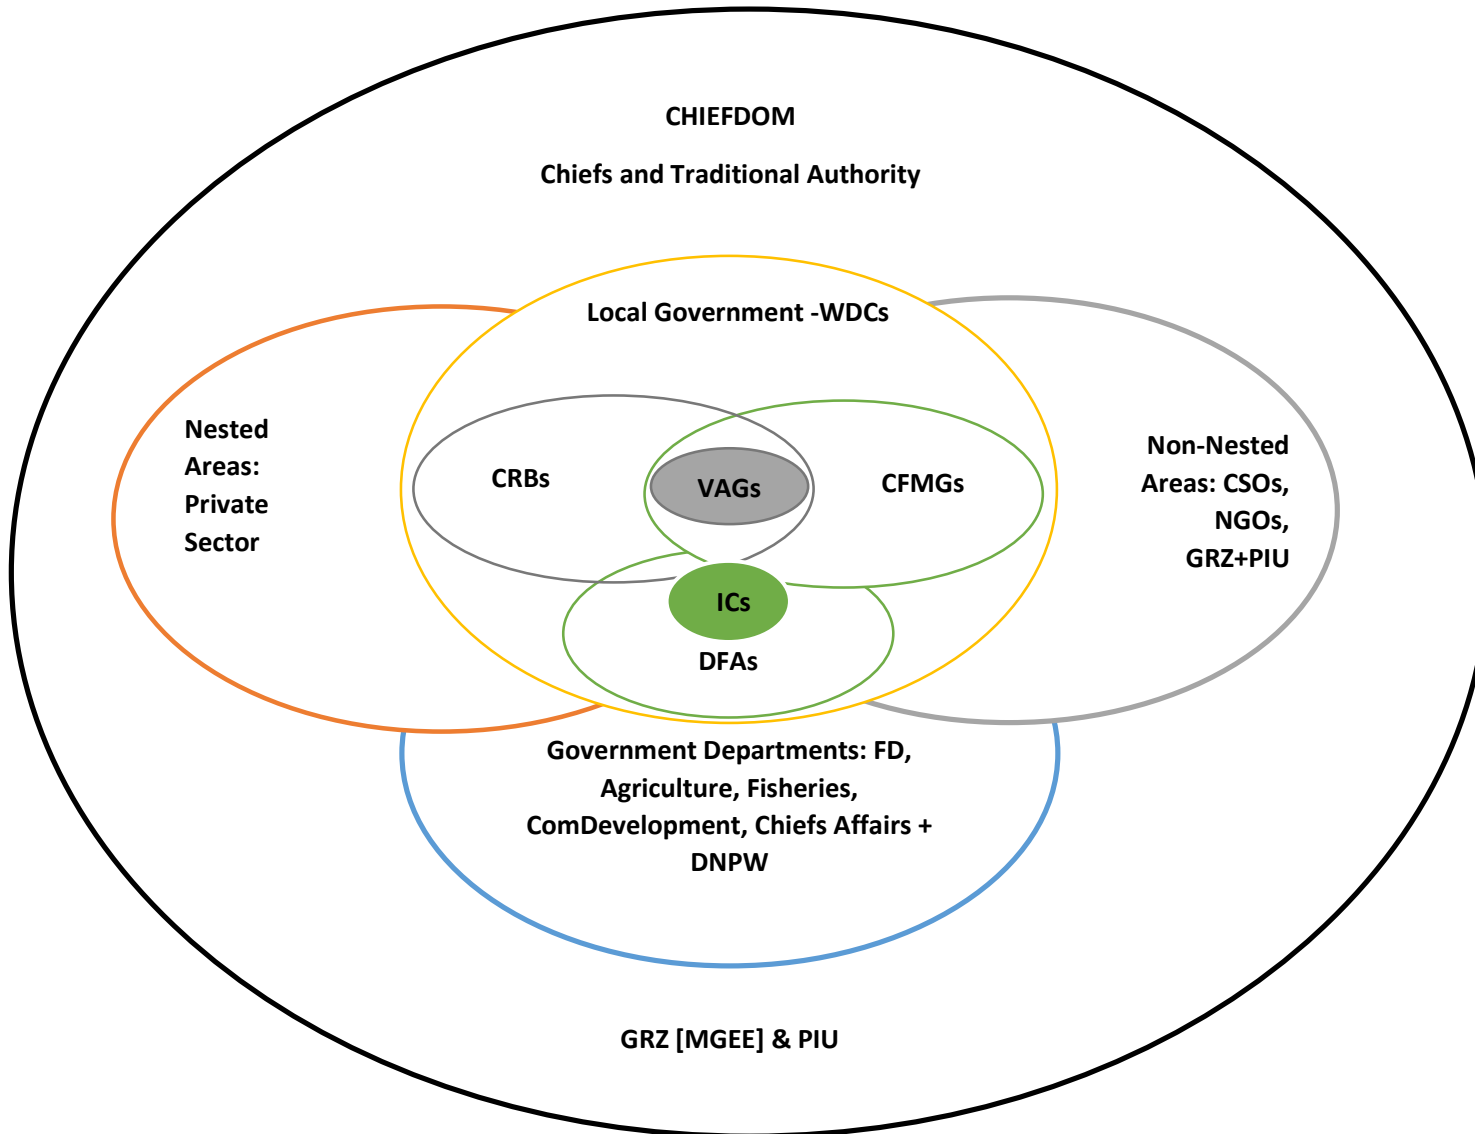 CHIEFDOM
Chiefs and Traditional Authority
Local Government -WDCs
Nested
Areas:
Private
Sector
CRBs
VAGs
CFMGs
Non-Nested
Areas: CSOs,
NGOs,
GRZ+PIU
ICs
DFAs
Government Departments: FD,
Agriculture, Fisheries,
ComDevelopment, Chiefs Affairs +
DNPW
GRZ [MGEE] & PIU